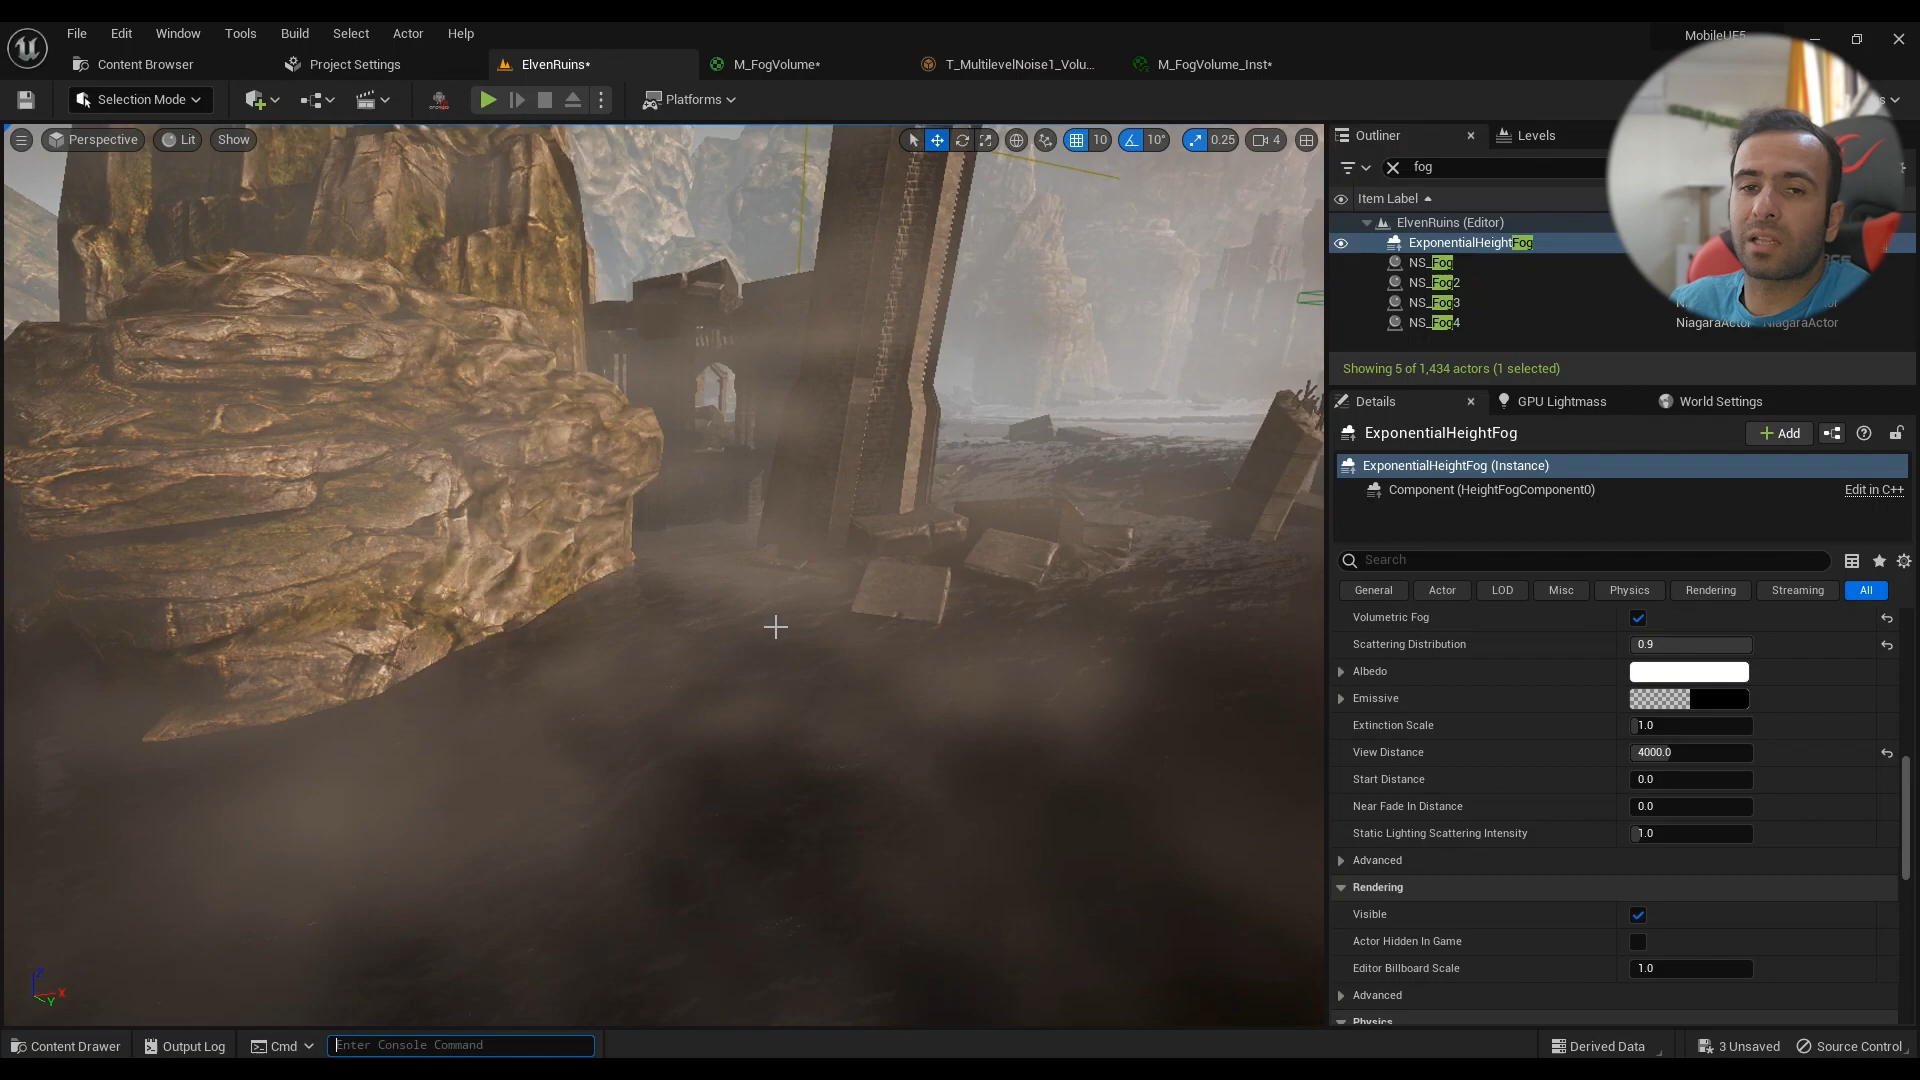 File Edit Window Tools Build Select Actor Help
MobileUE5
Content Browser Project Settings ElvenRuins* M_FogVolume* T_MultilevelNoise1_Volu... M_FogVolume_Inst*
Selection Mode Platforms
Perspective Lit Show 10 10° 0.25 4
Outliner Levels
fog
Item Label
ElvenRuins (Editor)
ExponentialHeightFog
NS_Fog
NS_Fog2
NS_Fog3
NS_Fog4 NiagaraActor NiagaraActor
Showing 5 of 1,434 actors (1 selected)
Details GPU Lightmass World Settings
ExponentialHeightFog Add
ExponentialHeightFog (Instance)
Component (HeightFogComponent0) Edit in C++
Search
General Actor LOD Misc Physics Rendering Streaming All
Volumetric Fog
Scattering Distribution 0.9
Albedo
Emissive
Extinction Scale 1.0
View Distance 4000.0
Start Distance 0.0
Near Fade In Distance 0.0
Static Lighting Scattering Intensity 1.0
Advanced
Rendering
Visible
Actor Hidden In Game
Editor Billboard Scale 1.0
Advanced
Physics
Z
X
Y
Content Drawer Output Log Cmd Enter Console Command Derived Data 3 Unsaved Source Control